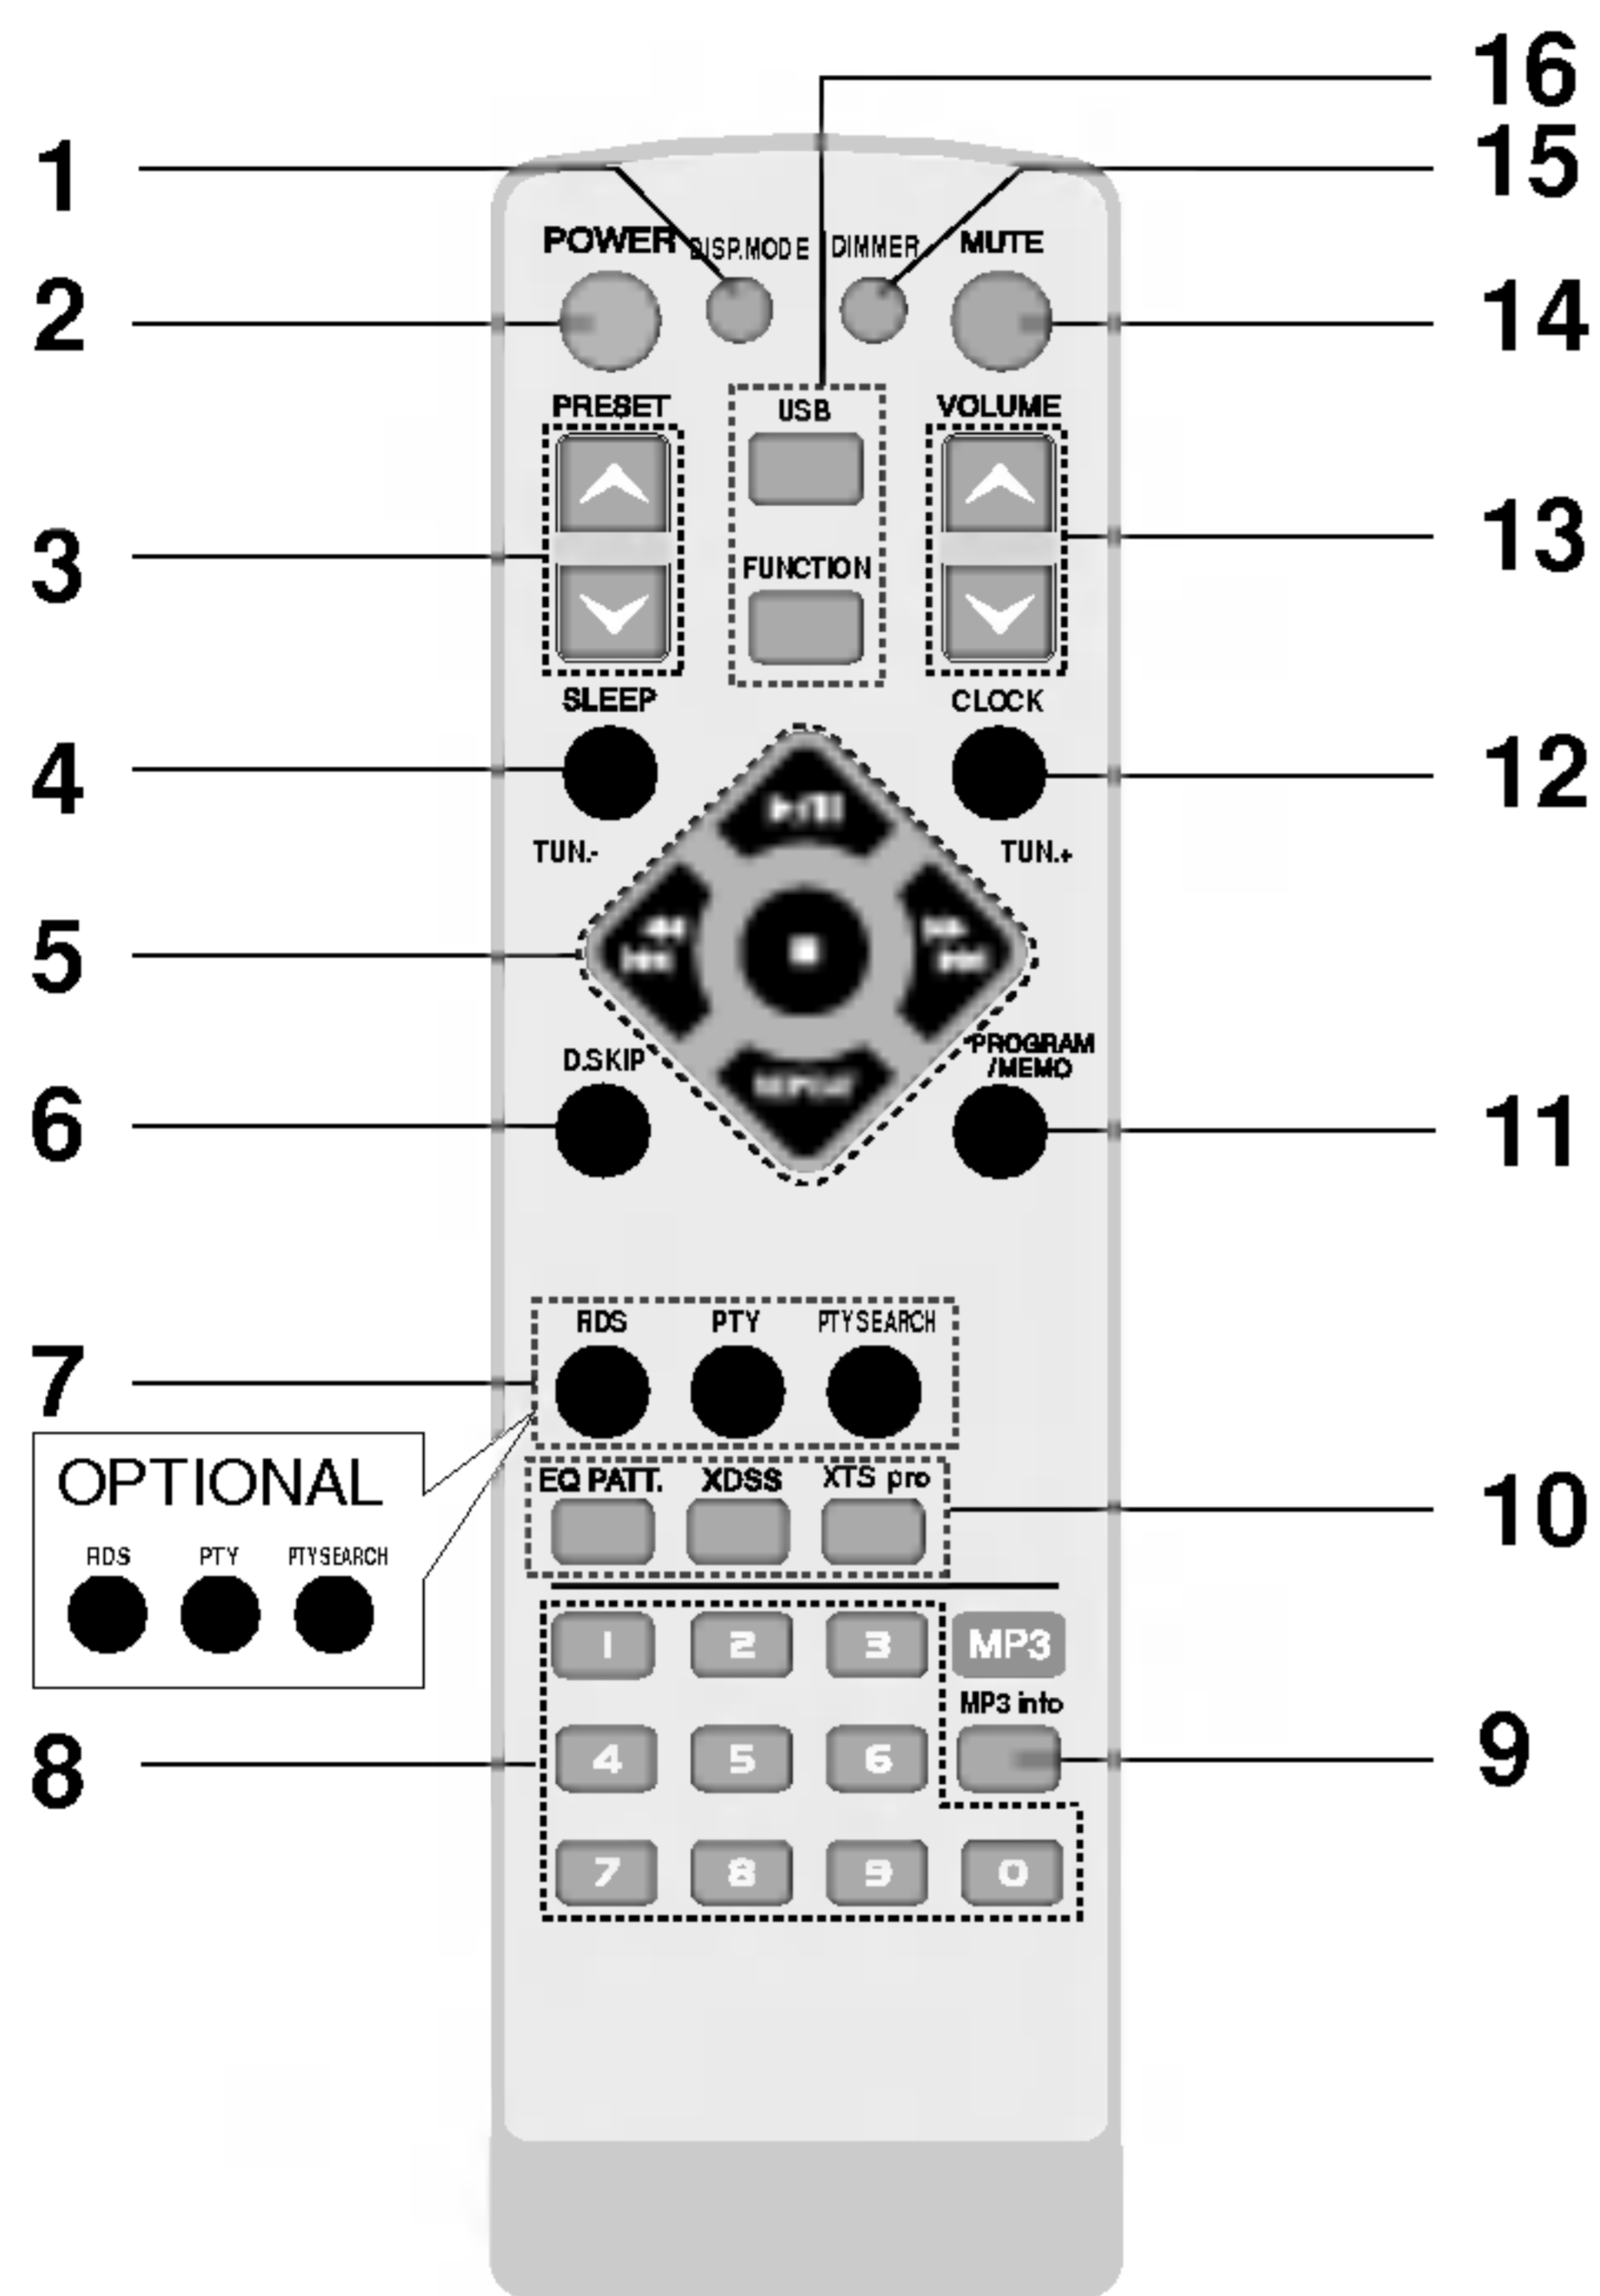 16
1
15
POWER
DISP.MODE
DIMMER
MUTE
2
14
PRESET
USB
VOLUME
3
FUNCTION
13
SLEEP
CLOCK
4
12
TUN.-
TUN.+
5
D.SKIP
PROGRAM
/MEMO
REPEAT
6
11
RDS
PTY
PTY SEARCH
7
OPTIONAL
RDS
PTY
PTY SEARCH
EQ PATT.
XDSS
XTS pro
10
1
2
3
MP3
MP3 info
8
4
5
6
9
7
8
9
0